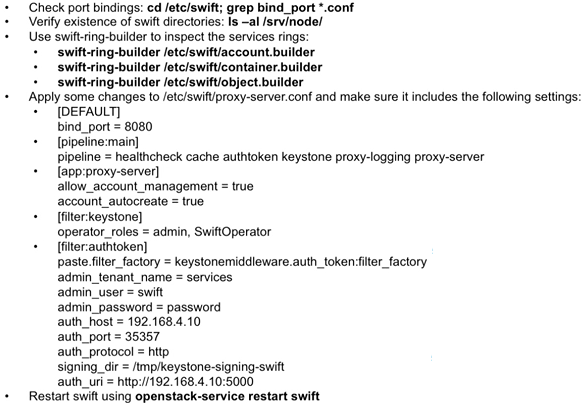 • Check port bindings: cd /etc/swift; grep bind_port *.conf
• Verify existence of swift directories: ls –al /srv/node/
• Use swift-ring-builder to inspect the services rings:
• swift-ring-builder /etc/swift/account.builder
• swift-ring-builder /etc/swift/container.builder
• swift-ring-builder /etc/swift/object.builder
• Apply some changes to /etc/swift/proxy-server.conf and make sure it includes the following settings:
• [DEFAULT]
bind_port = 8080
• [pipeline:main]
pipeline = healthcheck cache authtoken keystone proxy-logging proxy-server
• [app:proxy-server]
allow_account_management = true
account_autocreate = true
• [filter:keystone]
operator_roles = admin, SwiftOperator
• [filter:authtoken]
paste.filter_factory = keystonemiddleware.auth_token:filter_factory
admin_tenant_name = services
admin_user = swift
admin_password = password
auth_host = 192.168.4.10
auth_port = 35357
auth_protocol = http
signing_dir = /tmp/keystone-signing-swift
auth_uri = http://192.168.4.10:5000
• Restart swift using openstack-service restart swift